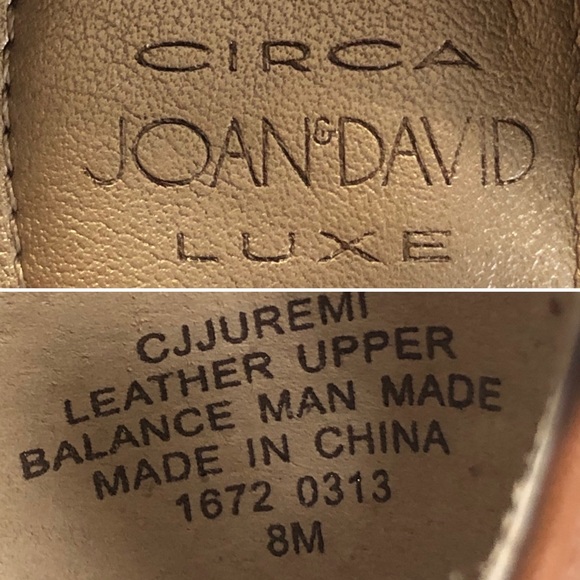 CIRCA
JOAN & DAVID
LUXE
CJJUREMI
LEATHER UPPER
BALANCE MAN MADE
MADE IN CHINA
1672 0313
8M